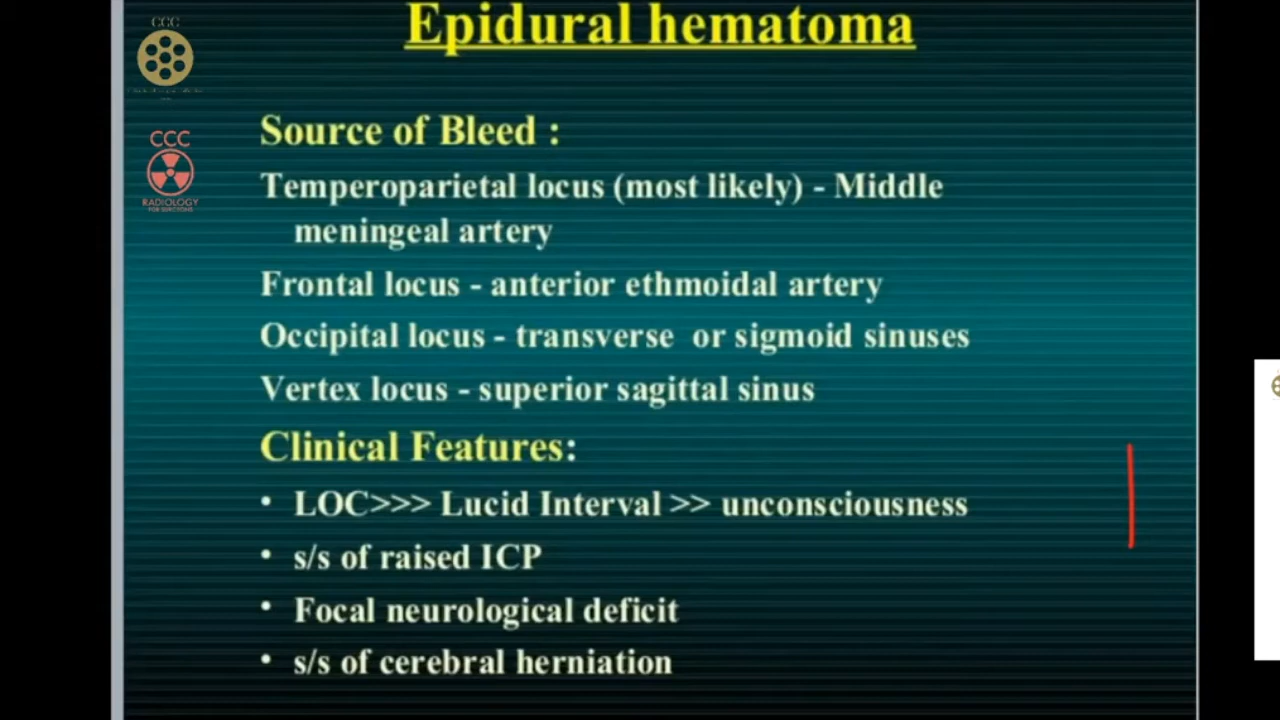 Epidural hematoma
CCC
CCC
RADIOLOGY
Source of Bleed :
Temperoparietal locus (most likely) - Middle
meningeal artery
Frontal locus - anterior ethmoidal artery
Occipital locus - transverse or sigmoid sinuses
Vertex locus - superior sagittal sinus
Clinical Features:
• LOC>>> Lucid Interval >> unconsciousness
• s/s of raised ICP
• Focal neurological deficit
• s/s of cerebral herniation